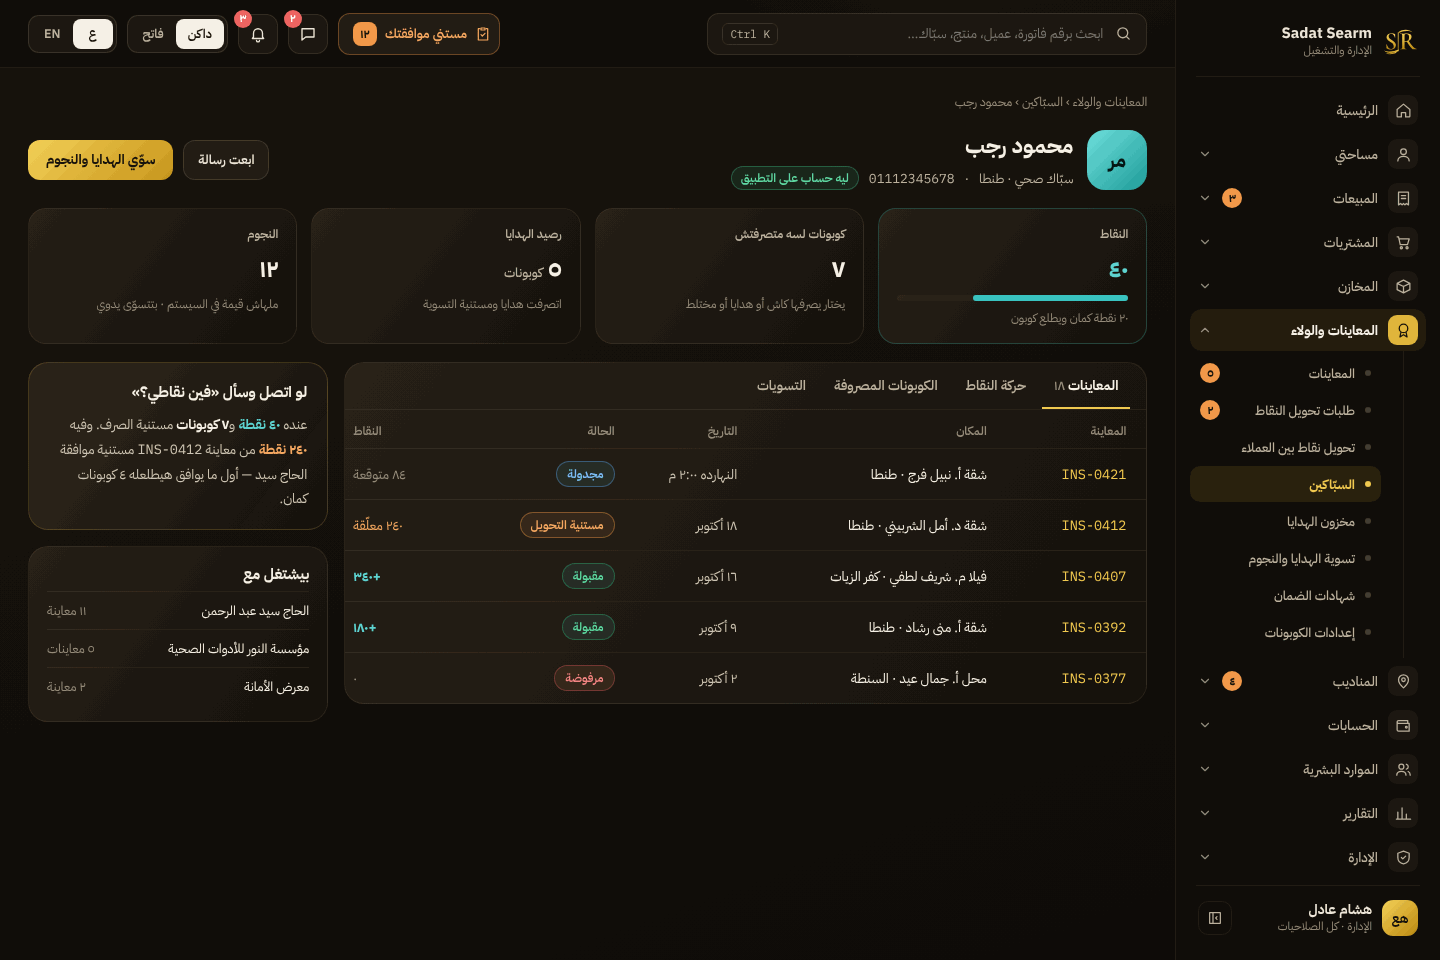 Sadat Searm
الإدارة والتشغيل
SR
الرئيسية
مساحتي
المبيعات
٣
المشتريات
المخازن
المعاينات والولاء
المعاينات
٥
طلبات تحويل النقاط
٢
تحويل نقاط بين العملاء
السبّاكين
مخزون الهدايا
تسوية الهدايا والنجوم
شهادات الضمان
إعدادات الكوبونات
المناديب
٤
الحسابات
الموارد البشرية
التقارير
الإدارة
هع
هشام عادل
الإدارة · كل الصلاحيات
ابحث برقم فاتورة، عميل، منتج، سبّاك...
Ctrl K
مستني موافقتك
١٢
٢
٣
داكن
فاتح
ع
EN
المعاينات والولاء › السبّاكين › محمود رجب
مر
محمود رجب
سبّاك صحي · طنطا · 01112345678
ليه حساب على التطبيق
ابعت رسالة
سوّي الهدايا والنجوم
النقاط
٤٠
٢٠ نقطة كمان ويطلع كوبون
كوبونات لسه متصرفتش
٧
يختار يصرفها كاش أو هدايا أو مختلط
رصيد الهدايا
٥ كوبونات
اتصرفت هدايا ومستنية التسوية
النجوم
١٢
ملهاش قيمة في السيستم · بتتسوّى يدوي
المعاينات ١٨
حركة النقاط
الكوبونات المصروفة
التسويات
المعاينة
المكان
التاريخ
الحالة
النقاط
INS-0421
شقة أ. نبيل فرج · طنطا
النهارده ٢:٠٠ م
مجدولة
٨٤ متوقعة
INS-0412
شقة د. أمل الشربيني · طنطا
١٨ أكتوبر
مستنية التحويل
٢٤٠ معلّقة
INS-0407
فيلا م. شريف لطفي · كفر الزيات
١٦ أكتوبر
مقبولة
+٣٤٠
INS-0392
شقة أ. منى رشاد · طنطا
٩ أكتوبر
مقبولة
+١٨٠
INS-0377
محل أ. جمال عيد · السنطة
٢ أكتوبر
مرفوضة
٠
لو اتصل وسأل «فين نقاطي؟»
عنده ٤٠ نقطة و٧ كوبونات مستنية الصرف. وفيه
٢٤٠ نقطة من معاينة INS-0412 مستنية موافقة
الحاج سيد — أول ما يوافق هيطلعله ٤ كوبونات
كمان.
بيشتغل مع
الحاج سيد عبد الرحمن
١١ معاينة
مؤسسة النور للأدوات الصحية
٥ معاينات
معرض الأمانة
٢ معاينة